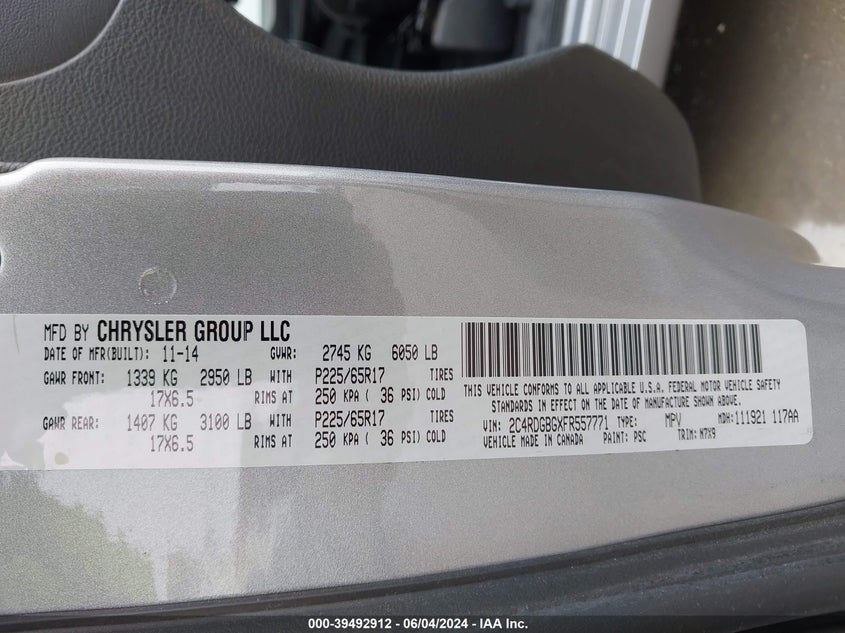 MFD BY CHRYSLER GROUP LLC
DATE OF MFR(BUILT): 11-14 GVWR: 2745 KG 6050 LB
GAWR FRONT: 1339 KG 2950 LB WITH P225/65R17 TIRES
17X6.5 RIMS AT 250 KPA ( 36 PSI) COLD
GAWR REAR: 1407 KG 3100 LB WITH P225/65R17 TIRES
17X6.5 RIMS AT 250 KPA ( 36 PSI) COLD
THIS VEHICLE CONFORMS TO ALL APPLICABLE U.S.A. FEDERAL MOTOR VEHICLE SAFETY
STANDARDS IN EFFECT ON THE DATE OF MANUFACTURE SHOWN ABOVE.
VIN: 2C4RDGBGXFR557771 TYPE: MPV MDH: 111921 117AA
VEHICLE MADE IN CANADA PAINT: PSC TRIM: N7X9
000-39492912 - 06/04/2024 - IAA Inc.